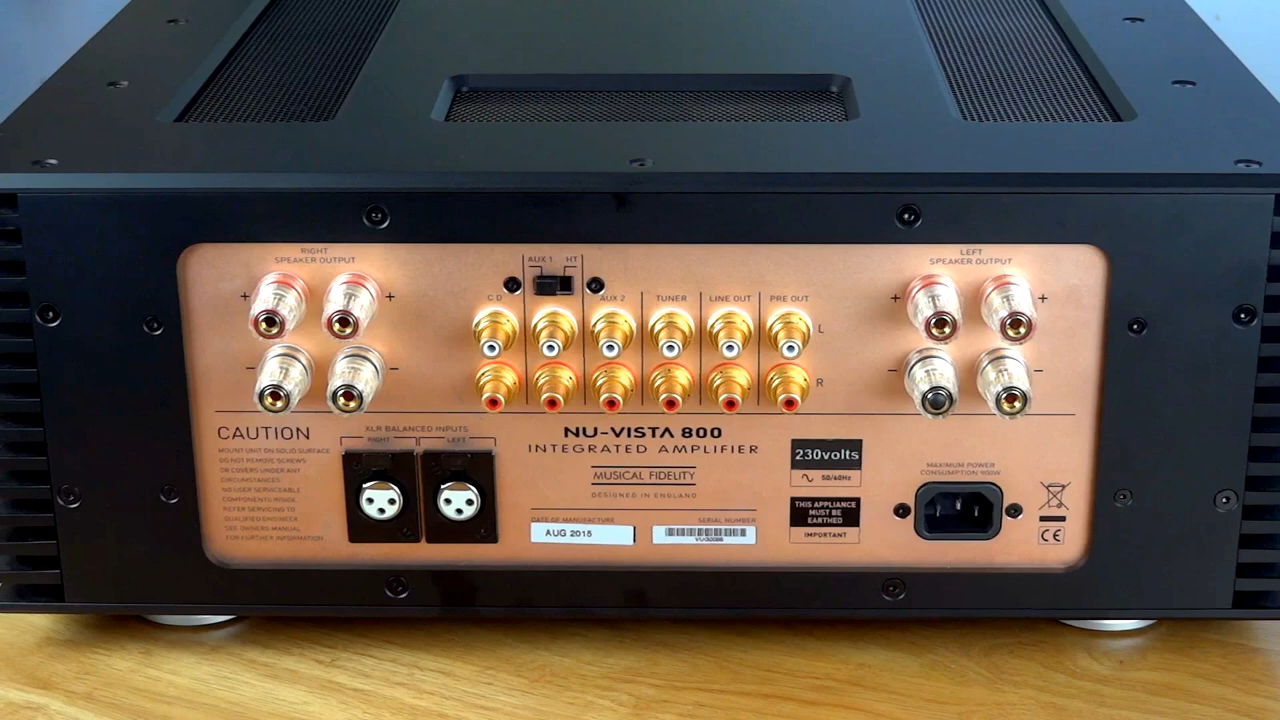 RIGHT
SPEAKER OUTPUT
+ +
- -
AUX 1 HT
CD AUX 2 TUNER LINE OUT PRE OUT
L
R
LEFT
SPEAKER OUTPUT
+ +
- -
CAUTION
MOUNT UNIT ON SOLID SURFACE
DO NOT REMOVE SCREWS
OR COVERS UNDER ANY
CIRCUMSTANCES
NO USER SERVICEABLE
COMPONENTS INSIDE.
REFER SERVICING TO
QUALIFIED ENGINEER
SEE OWNERS MANUAL
FOR FURTHER INFORMATION
XLR BALANCED INPUTS
RIGHT LEFT
NU-VISTA 800
INTEGRATED AMPLIFIER
MUSICAL FIDELITY
DESIGNED IN ENGLAND
DATE OF MANUFACTURE
AUG 2015
SERIAL NUMBER
230volts
50/60Hz
THIS APPLIANCE
MUST BE
EARTHED
IMPORTANT
MAXIMUM POWER
CONSUMPTION 900W
CE